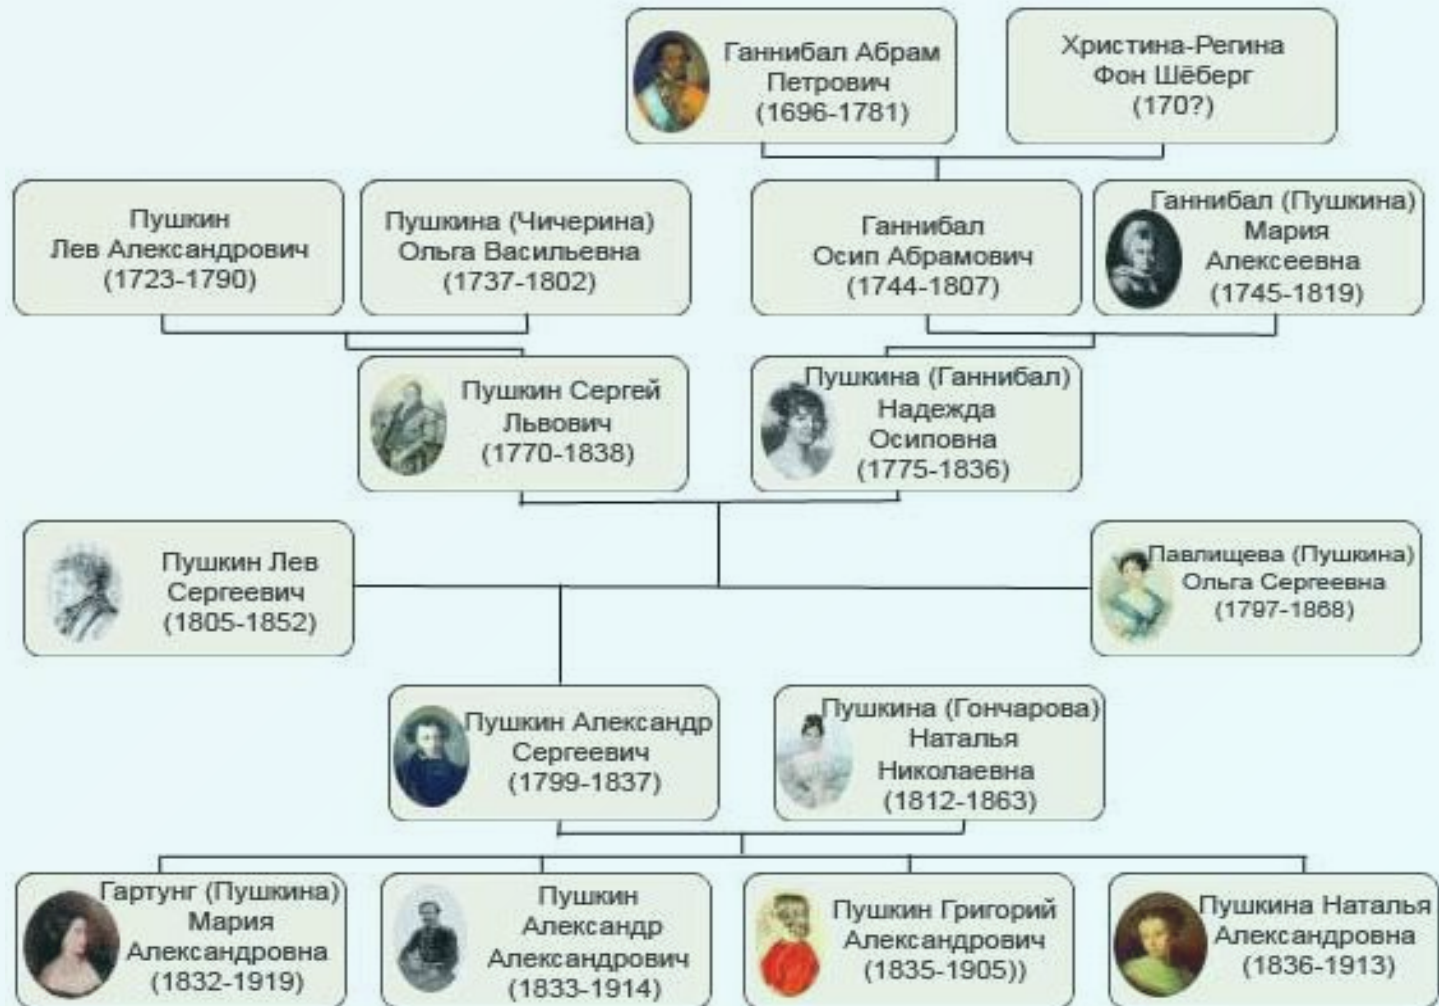 Ганнибал Абрам
Петрович
(1696-1781)
Христина-Регина
Фон Шёберг
(170?)
Пушкин
Лев Александрович
(1723-1790)
Пушкина (Чичерина)
Ольга Васильевна
(1737-1802)
Ганнибал
Осип Абрамович
(1744-1807)
Ганнибал (Пушкина)
Мария
Алексеевна
(1745-1819)
Пушкин Сергей
Львович
(1770-1838)
Пушкина (Ганнибал)
Надежда
Осиповна
(1775-1836)
Пушкин Лев
Сергеевич
(1805-1852)
Павлищева (Пушкина)
Ольга Сергеевна
(1797-1868)
Пушкин Александр
Сергеевич
(1799-1837)
Пушкина (Гончарова)
Наталья
Николаевна
(1812-1863)
Гартунг (Пушкина)
Мария
Александровна
(1832-1919)
Пушкин
Александр
Александрович
(1833-1914)
Пушкин Григорий
Александрович
(1835-1905))
Пушкина Наталья
Александровна
(1836-1913)